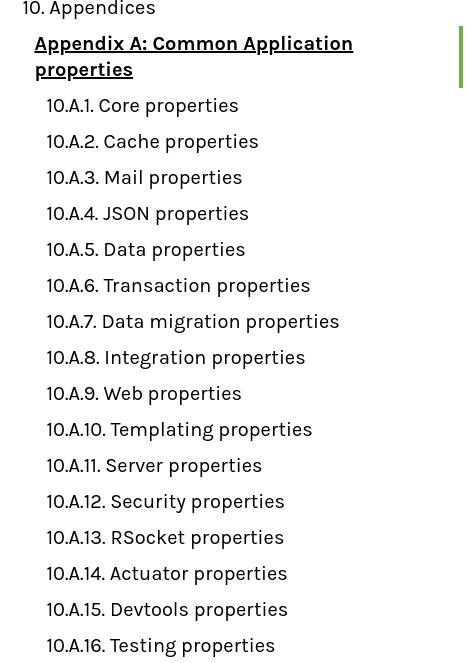 10. Appendices
Appendix A: Common Application
properties
10.A.1. Core properties
10.A.2. Cache properties
10.A.3. Mail properties
10.A.4. JSON properties
10.A.5. Data properties
10.A.6. Transaction properties
10.A.7. Data migration properties
10.A.8. Integration properties
10.A.9. Web properties
10.A.10. Templating properties
10.A.11. Server properties
10.A.12. Security properties
10.A.13. RSocket properties
10.A.14. Actuator properties
10.A.15. Devtools properties
10.A.16. Testing properties